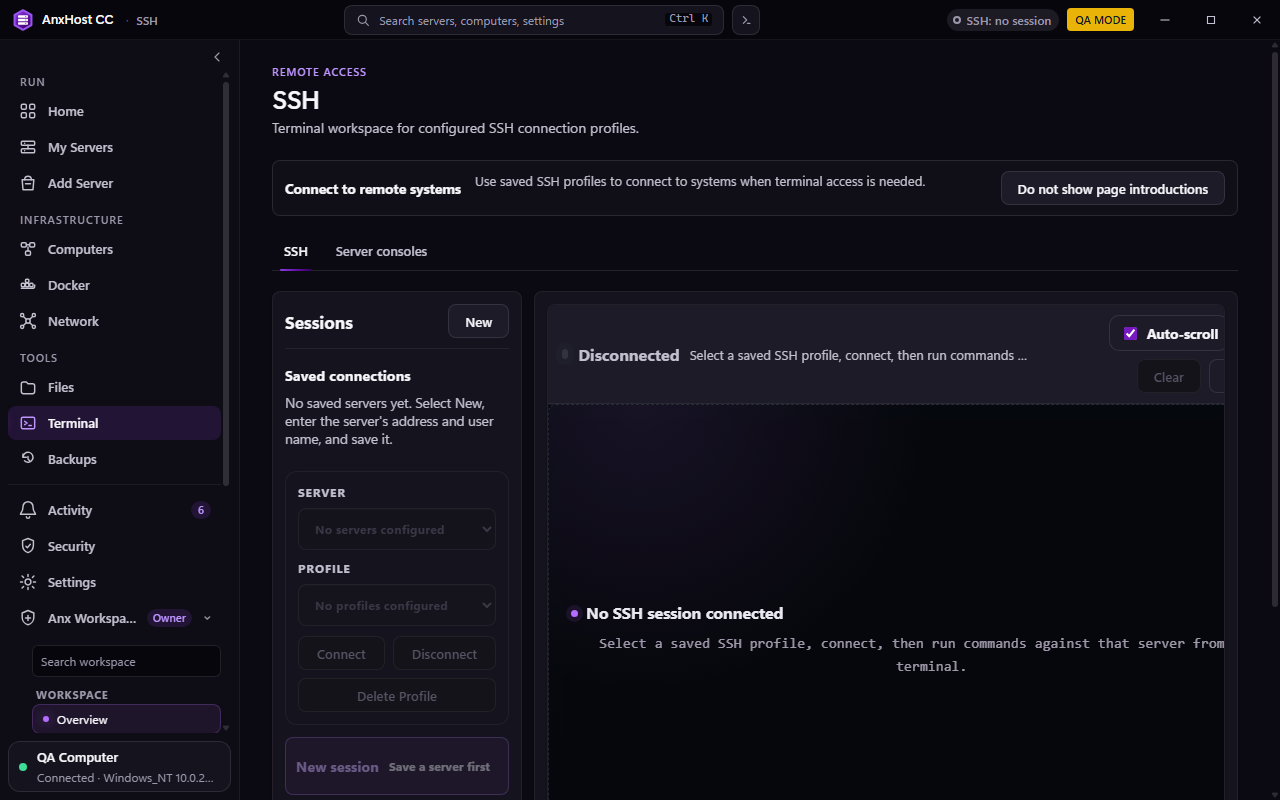 AnxHost CC · SSH
Search servers, computers, settings
Ctrl K
SSH: no session
QA MODE
RUN
Home
My Servers
Add Server
INFRASTRUCTURE
Computers
Docker
Network
TOOLS
Files
Terminal
Backups
Activity
6
Security
Settings
Anx Workspa...
Owner
Search workspace
WORKSPACE
Overview
QA Computer
Connected · Windows_NT 10.0.2...
REMOTE ACCESS
SSH
Terminal workspace for configured SSH connection profiles.
Connect to remote systems
Use saved SSH profiles to connect to systems when terminal access is needed.
Do not show page introductions
SSH
Server consoles
Sessions
New
Saved connections
No saved servers yet. Select New,
enter the server's address and user
name, and save it.
SERVER
No servers configured
PROFILE
No profiles configured
Connect
Disconnect
Delete Profile
New session
Save a server first
Disconnected
Select a saved SSH profile, connect, then run commands ...
Auto-scroll
Clear
No SSH session connected
Select a saved SSH profile, connect, then run commands against that server from
terminal.